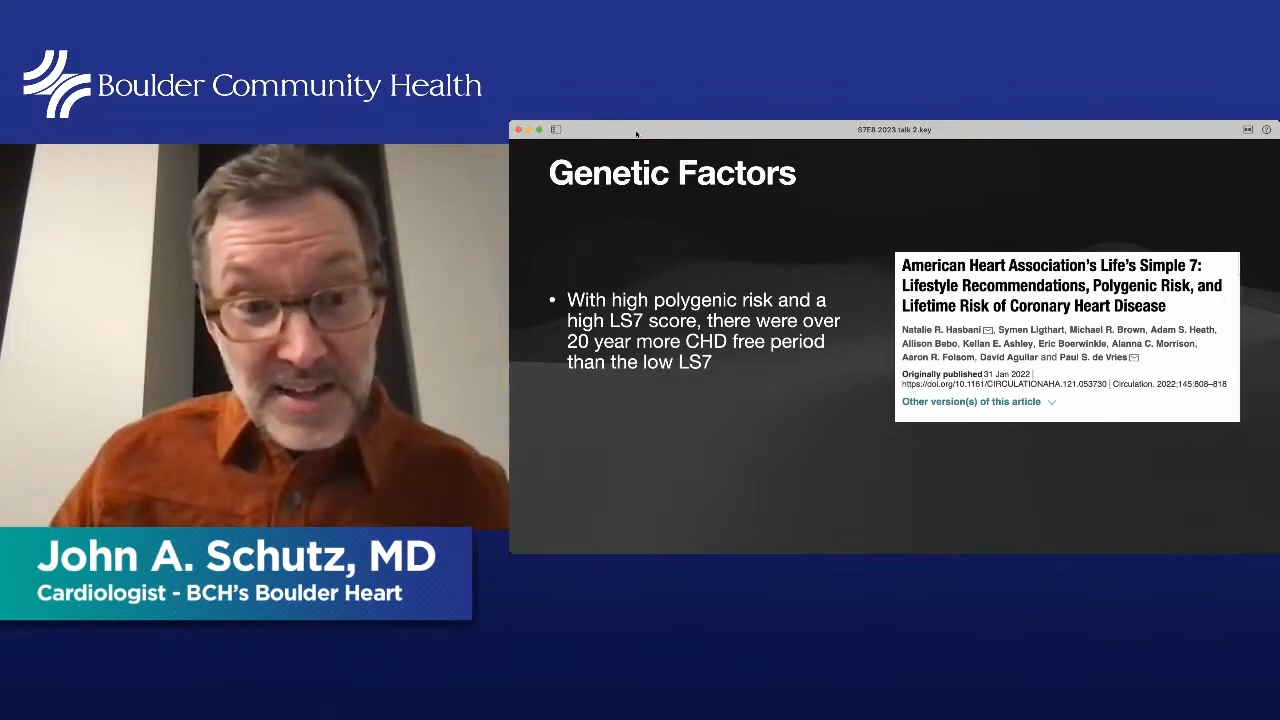 Boulder Community Health
S7E8 2023 talk 2.key
Genetic Factors
• With high polygenic risk and a
high LS7 score, there were over
20 year more CHD free period
than the low LS7
American Heart Association's Life's Simple 7:
Lifestyle Recommendations, Polygenic Risk, and
Lifetime Risk of Coronary Heart Disease
Natalie R. Hasbani, Symen Ligthart, Michael R. Brown, Adam S. Heath,
Allison Bebo, Kellan E. Ashley, Eric Boerwinkle, Alanna C. Morrison,
Aaron R. Folsom, David Aguilar and Paul S. de Vries
Originally published 31 Jan 2022 |
https://doi.org/10.1161/CIRCULATIONAHA.121.053730 | Circulation. 2022;145:808–818
Other version(s) of this article
John A. Schutz, MD
Cardiologist - BCH's Boulder Heart